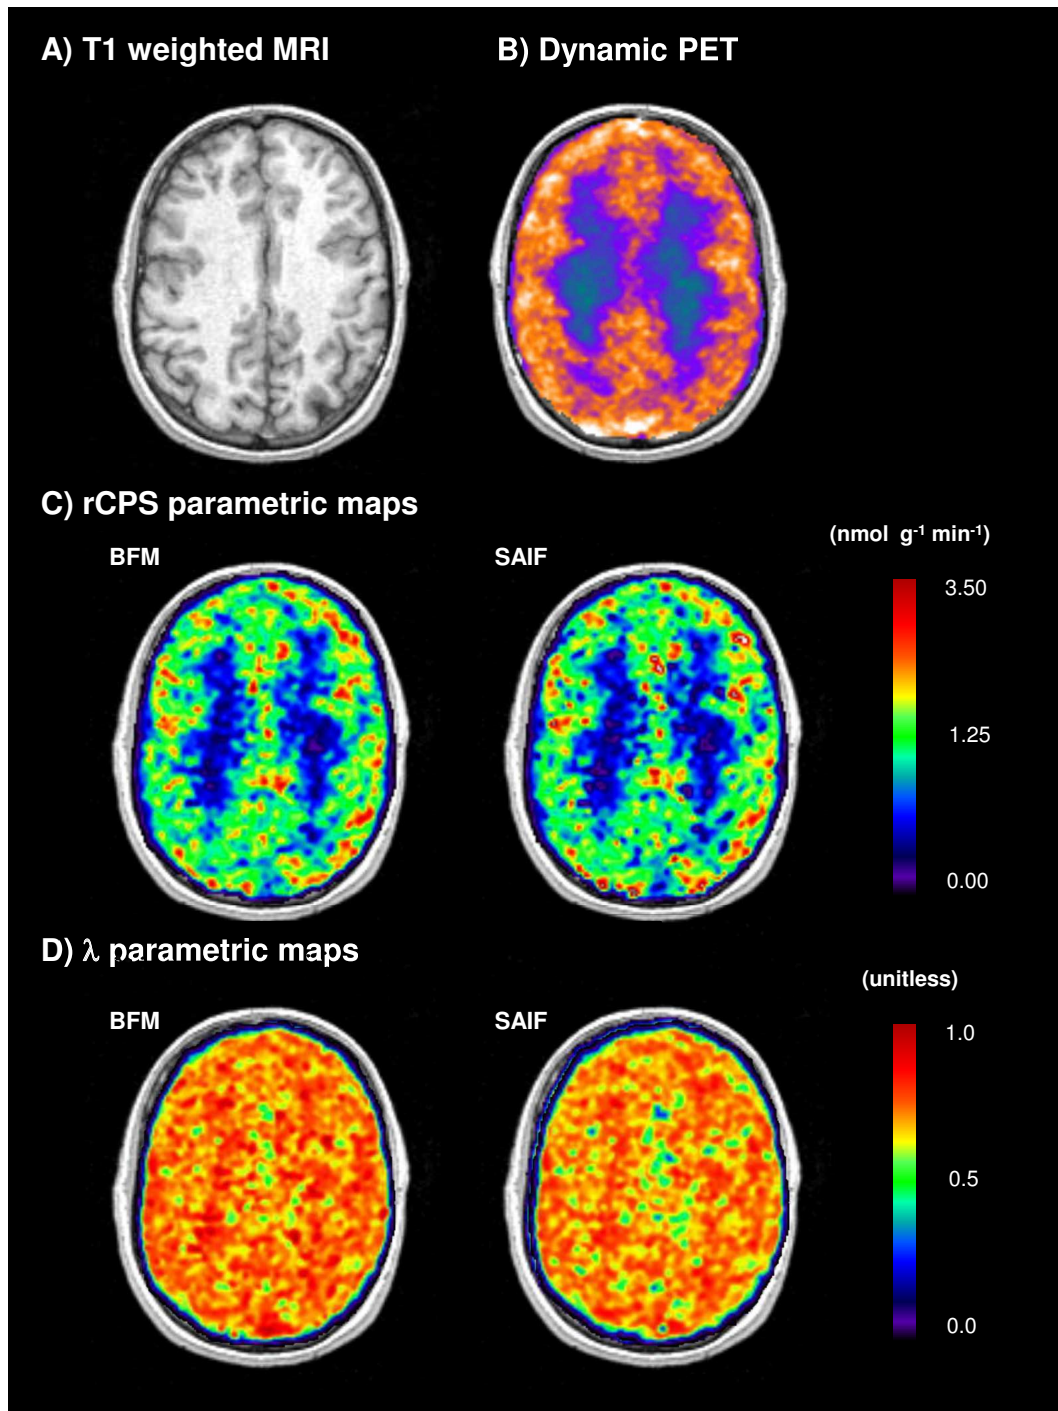 A) T1 weighted MRI
B) Dynamic PET
C) rCPS parametric maps
(nmol g-1 min-1)
BFM
SAIF
3.50
1.25
0.00
D) λ parametric maps
(unitless)
BFM
SAIF
1.0
0.5
0.0